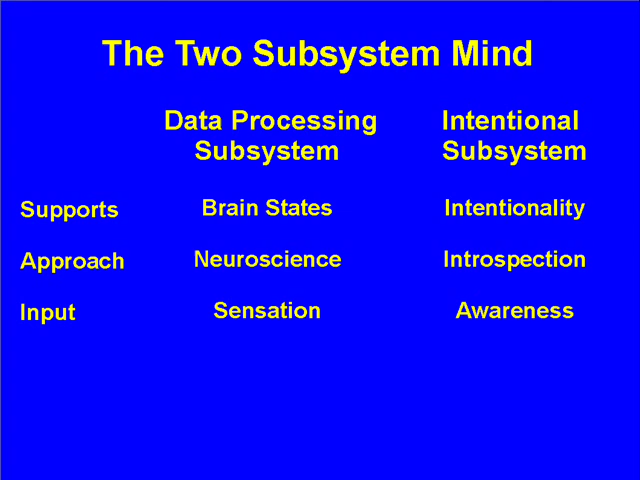 The Two Subsystem Mind
Data Processing Intentional
Subsystem Subsystem
Supports Brain States Intentionality
Approach Neuroscience Introspection
Input Sensation Awareness